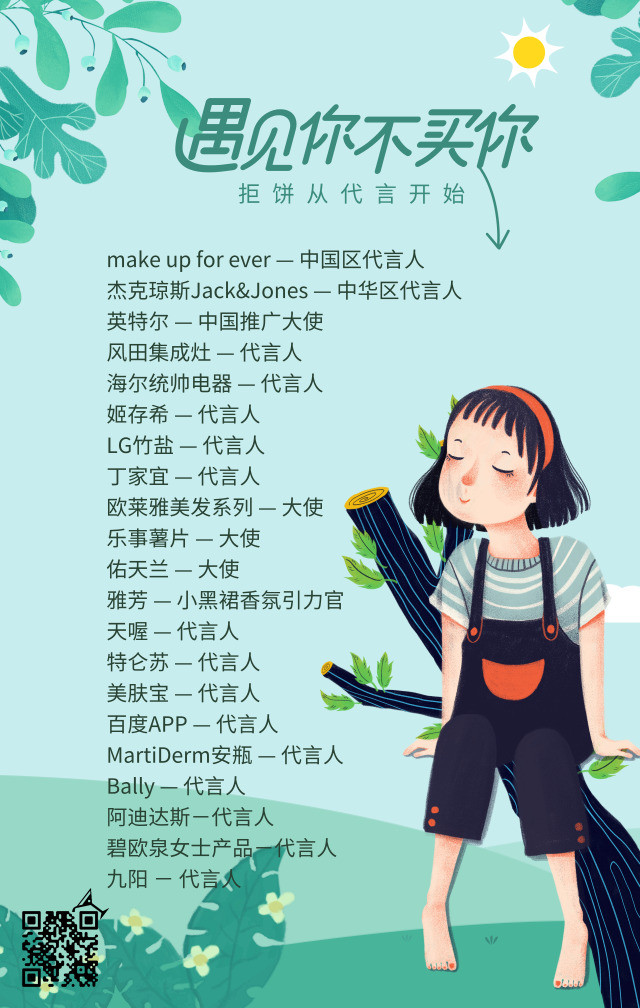 遇见你不买你
拒饼从代言开始
make up for ever — 中国区代言人
杰克琼斯Jack&Jones — 中华区代言人
英特尔 — 中国推广大使
风田集成灶 — 代言人
海尔统帅电器 — 代言人
姬存希 — 代言人
LG竹盐 — 代言人
丁家宜 — 代言人
欧莱雅美发系列 — 大使
乐事薯片 — 大使
佑天兰 — 大使
雅芳 — 小黑裙香氛引力官
天喔 — 代言人
特仑苏 — 代言人
美肤宝 — 代言人
百度APP — 代言人
MartiDerm安瓶 — 代言人
Bally — 代言人
阿迪达斯—代言人
碧欧泉女士产品—代言人
九阳 — 代言人